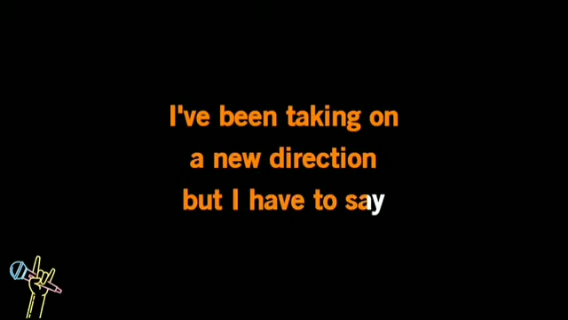 I've been taking on
a new direction
but I have to say